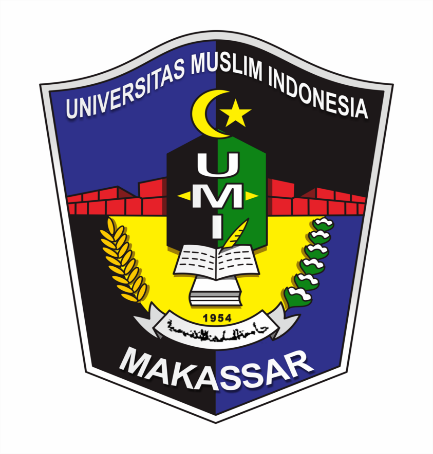 UNIVERSITAS MUSLIM INDONESIA
U
M
I
1954
MAKASSAR